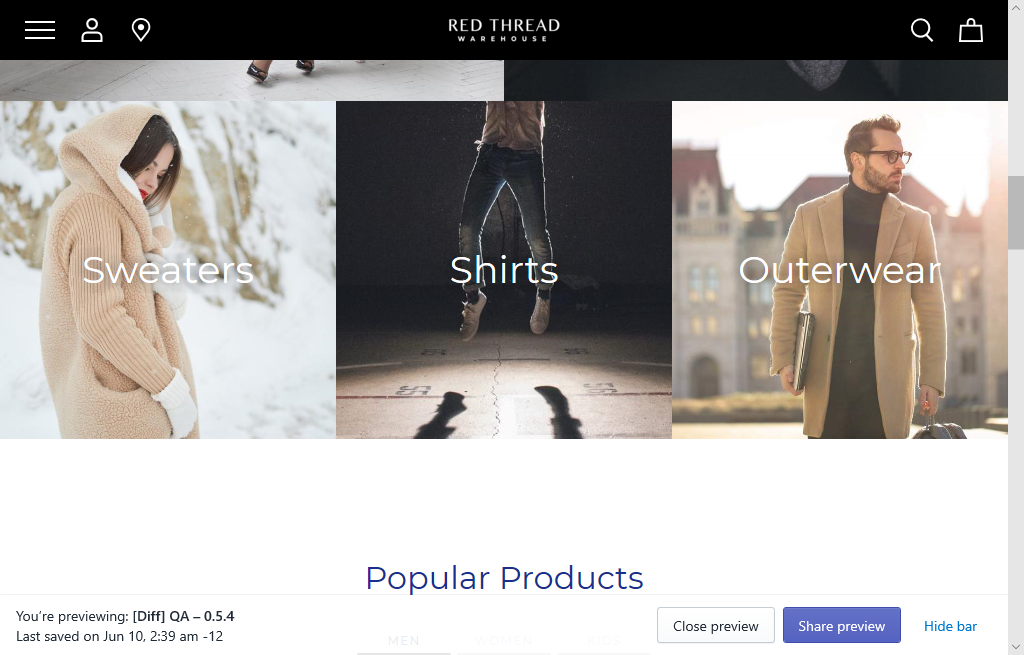 RED THREAD
WAREHOUSE
Sweaters
Shirts
Outerwear
Popular Products
You're previewing: [Diff] QA – 0.5.4
Last saved on Jun 10, 2:39 am -12
Close preview
Share preview
Hide bar
MEN
WOMEN
KIDS